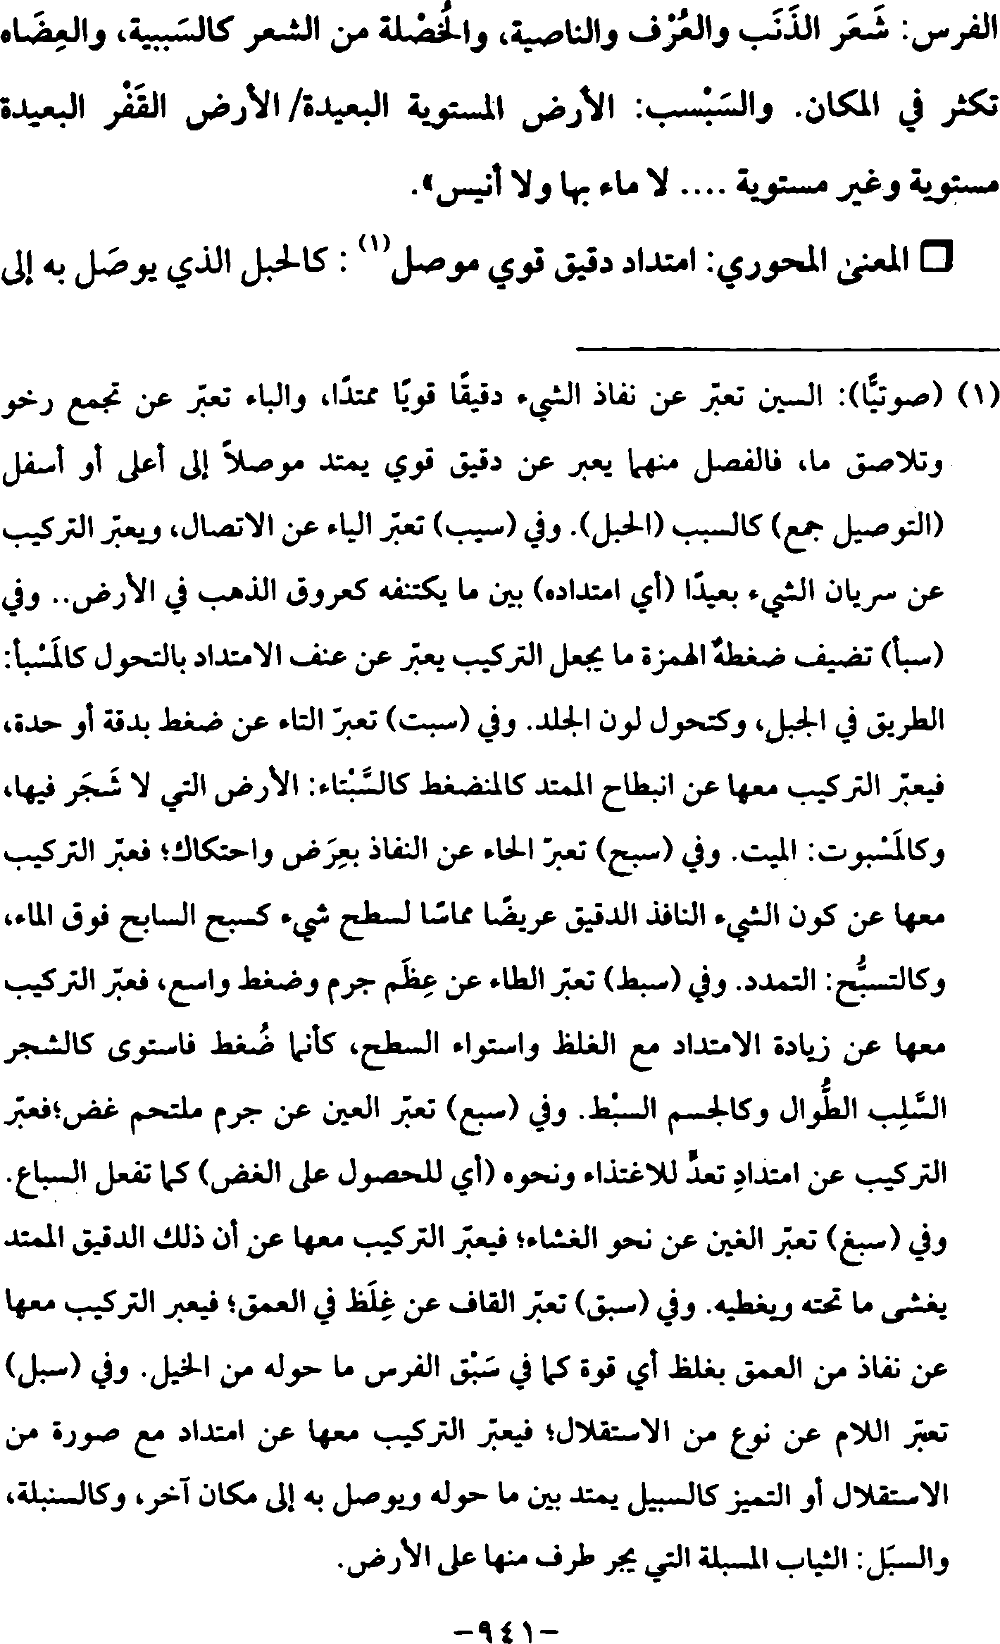 الفرس: شَعَر الذَنَب والعُرْف والناصية، والخُصْلة من الشعر كالسَبيبة، والعِضَاه
تكثر في المكان. والسَبْسب: الأرض المستوية البعيدة/ الأرض القَفْر البعيدة
مستوية وغير مستوية .... لا ماء بها ولا أنيس».
❏ المعنى المحوري: امتداد دقيق قوي موصل(١): كالحبل الذي يوصَل به إلى
(١) (صوتيًّا): السين تعبّر عن نفاذ الشيء دقيقًا قويًا ممتدًا، والباء تعبّر عن تجمع رخو
وتلاصق ما، فالفصل منهما يعبر عن دقيق قوي يمتد موصلاً إلى أعلى أو أسفل
(التوصيل جمع) كالسبب (الحبل). وفي (سيب) تعبّر الياء عن الاتصال، ويعبّر التركيب
عن سريان الشيء بعيدًا (أي امتداده) بين ما يكتنفه كعروق الذهب في الأرض.. وفي
(سبأ) تضيف ضغطةُ الهمزة ما يجعل التركيب يعبّر عن عنف الامتداد بالتحول كالمَسْبأ:
الطريق في الجبل، وكتحول لون الجلد. وفي (سبت) تعبرّ التاء عن ضغط بدقة أو حدة،
فيعبّر التركيب معها عن انبطاح الممتد كالمنضغط كالسَّبْتاء: الأرض التي لا شَجَر فيها،
وكالمَسْبوت: الميت. وفي (سبح) تعبرّ الحاء عن النفاذ بعِرَض واحتكاك؛ فعبّر التركيب
معها عن كون الشيء النافذ الدقيق عريضًا مماسًا لسطح شيء كسبح السابح فوق الماء،
وكالتسبُّح: التمدد. وفي (سبط) تعبّر الطاء عن عِظَم جرم وضغط واسع، فعبّر التركيب
معها عن زيادة الامتداد مع الغلظ واستواء السطح، كأنما ضُغط فاستوى كالشجر
السَّلِب الطُّوال وكالجسم السبْط. وفي (سبع) تعبّر العين عن جرم ملتحم غض؛فعبّر
التركيب عن امتدادِ تعدٍّ للاغتذاء ونحوه (أي للحصول على الغض) كما تفعل السباع.
وفي (سبغ) تعبّر الغين عن نحو الغشاء؛ فيعبّر التركيب معها عن أن ذلك الدقيق الممتد
يغشى ما تحته ويغطيه. وفي (سبق) تعبّر القاف عن غِلَظ في العمق؛ فيعبر التركيب معها
عن نفاذ من العمق بغلظ أي قوة كما في سَبْق الفرس ما حوله من الخيل. وفي (سبل)
تعبّر اللام عن نوع من الاستقلال؛ فيعبّر التركيب معها عن امتداد مع صورة من
الاستقلال أو التميز كالسبيل يمتد بين ما حوله ويوصل به إلى مكان آخر، وكالسنبلة،
والسبَل: الثياب المسبلة التي يجر طرف منها على الأرض.
-٩٤١-